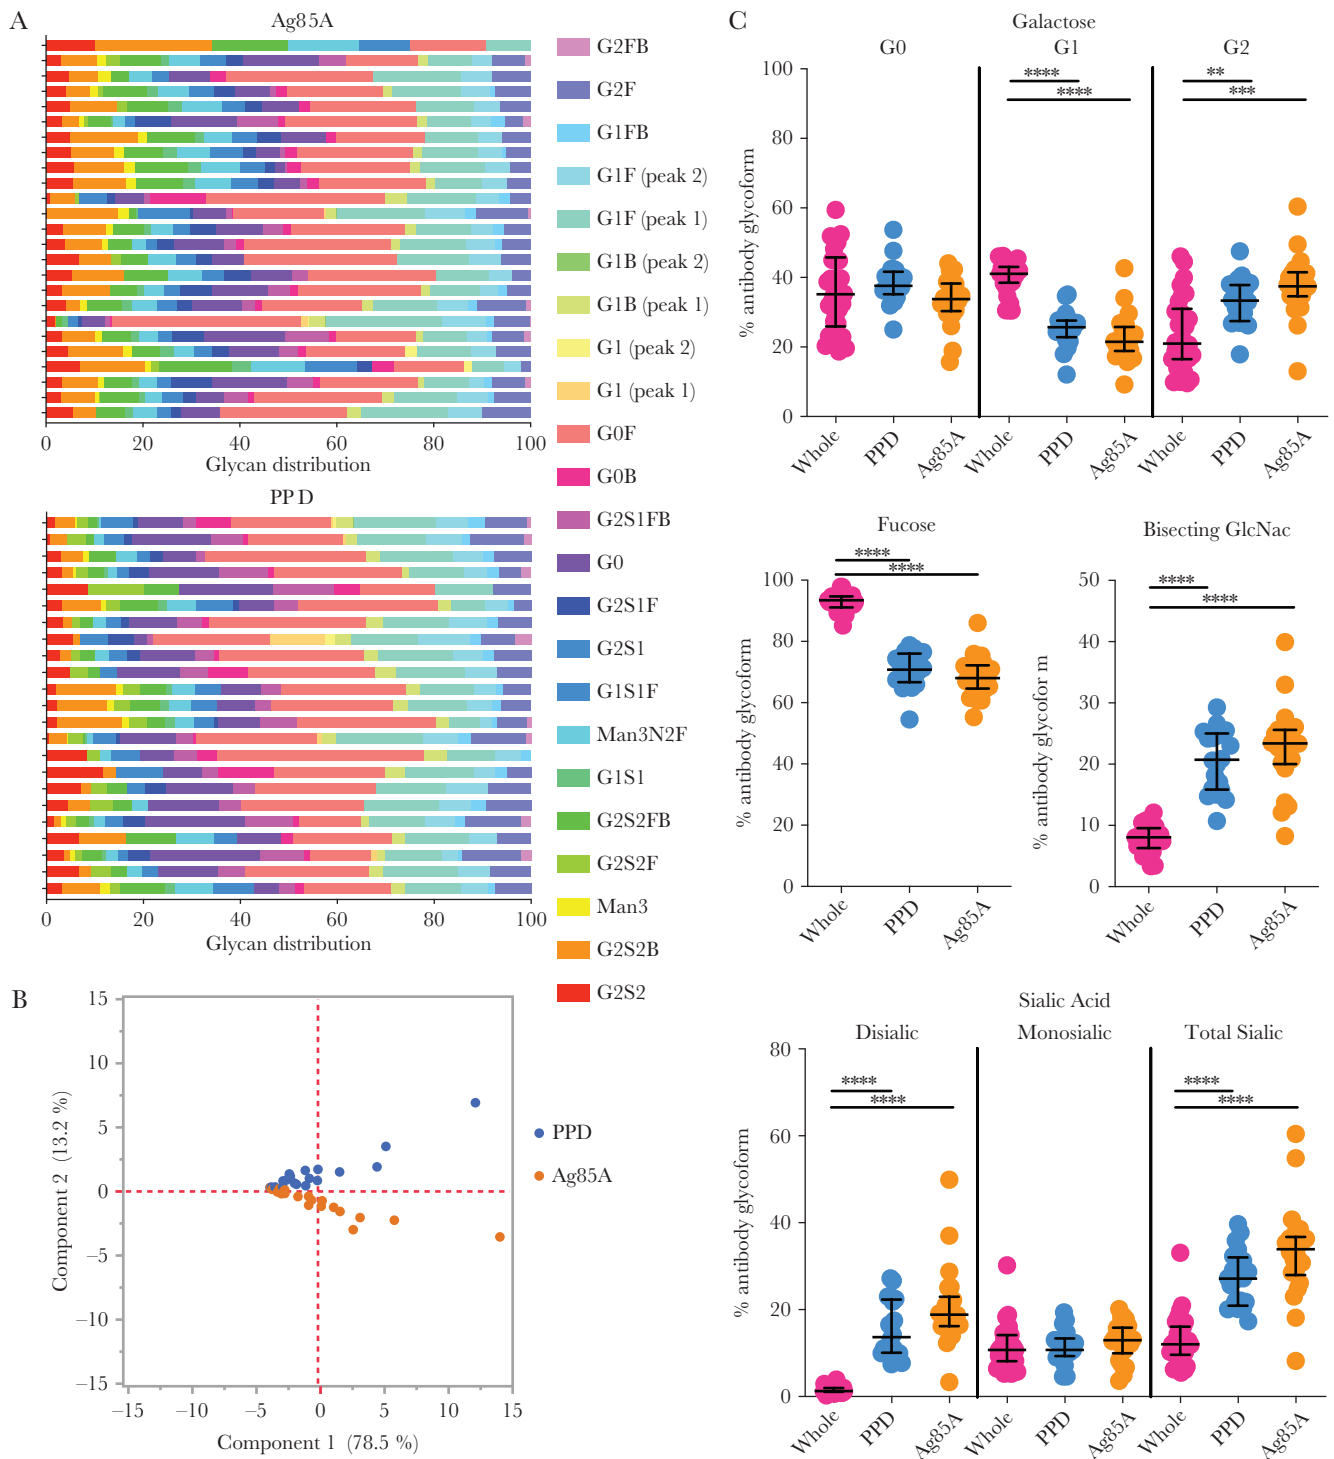 A
Ag85A
0 20 40 60 80 100
Glycan distribution
PPD
0 20 40 60 80 100
Glycan distribution
G2FB
G2F
G1FB
G1F (peak 2)
G1F (peak 1)
G1B (peak 2)
G1B (peak 1)
G1 (peak 2)
G1 (peak 1)
G0F
G0B
G2S1FB
G0
G2S1F
G2S1
G1S1F
Man3N2F
G1S1
G2S2FB
G2S2F
Man3
G2S2B
G2S2
B
15
10
5
0
−5
−10
−15
Component 2 (13.2 %)
−15 −10 −5 0 5 10 15
Component 1 (78.5 %)
PPD
Ag85A
C
Galactose
G0 G1 G2
**** **
**** ***
100
80
60
40
20
0
% antibody glycoform
Whole PPD Ag85A Whole PPD Ag85A Whole PPD Ag85A
Fucose
****
****
100
80
60
40
20
0
% antibody glycoform
Whole PPD Ag85A
Bisecting GlcNac
****
****
50
40
30
20
10
0
% antibody glycofor m
Whole PPD Ag85A
Sialic Acid
Disialic Monosialic Total Sialic
**** ****
**** ****
80
60
40
20
0
% antibody glycoform
Whole PPD Ag85A Whole PPD Ag85A Whole PPD Ag85A